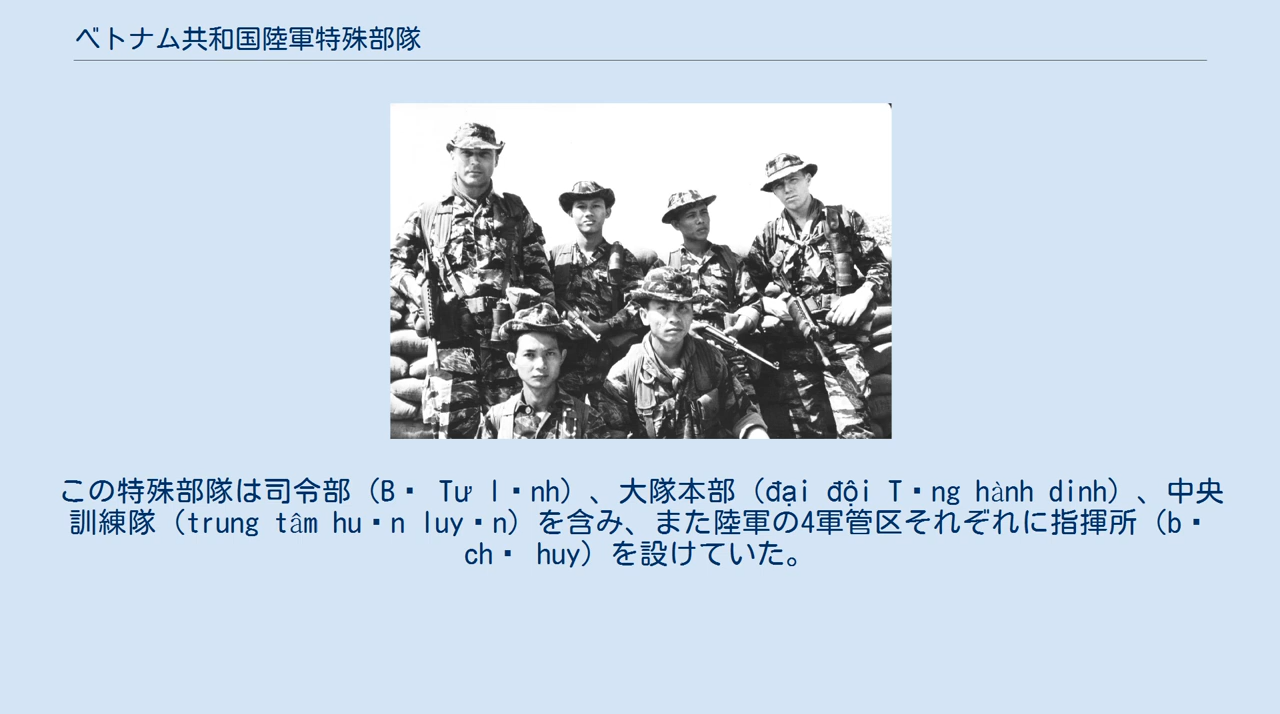 ベトナム共和国陸軍特殊部隊
この特殊部隊は司令部（B▪ Tư l▪nh）、大隊本部（đại đội T▪ng hành dinh）、中央
訓練隊（trung tâm hu▪n luy▪n）を含み、また陸軍の4軍管区それぞれに指揮所（b▪
ch▪ huy）を設けていた。